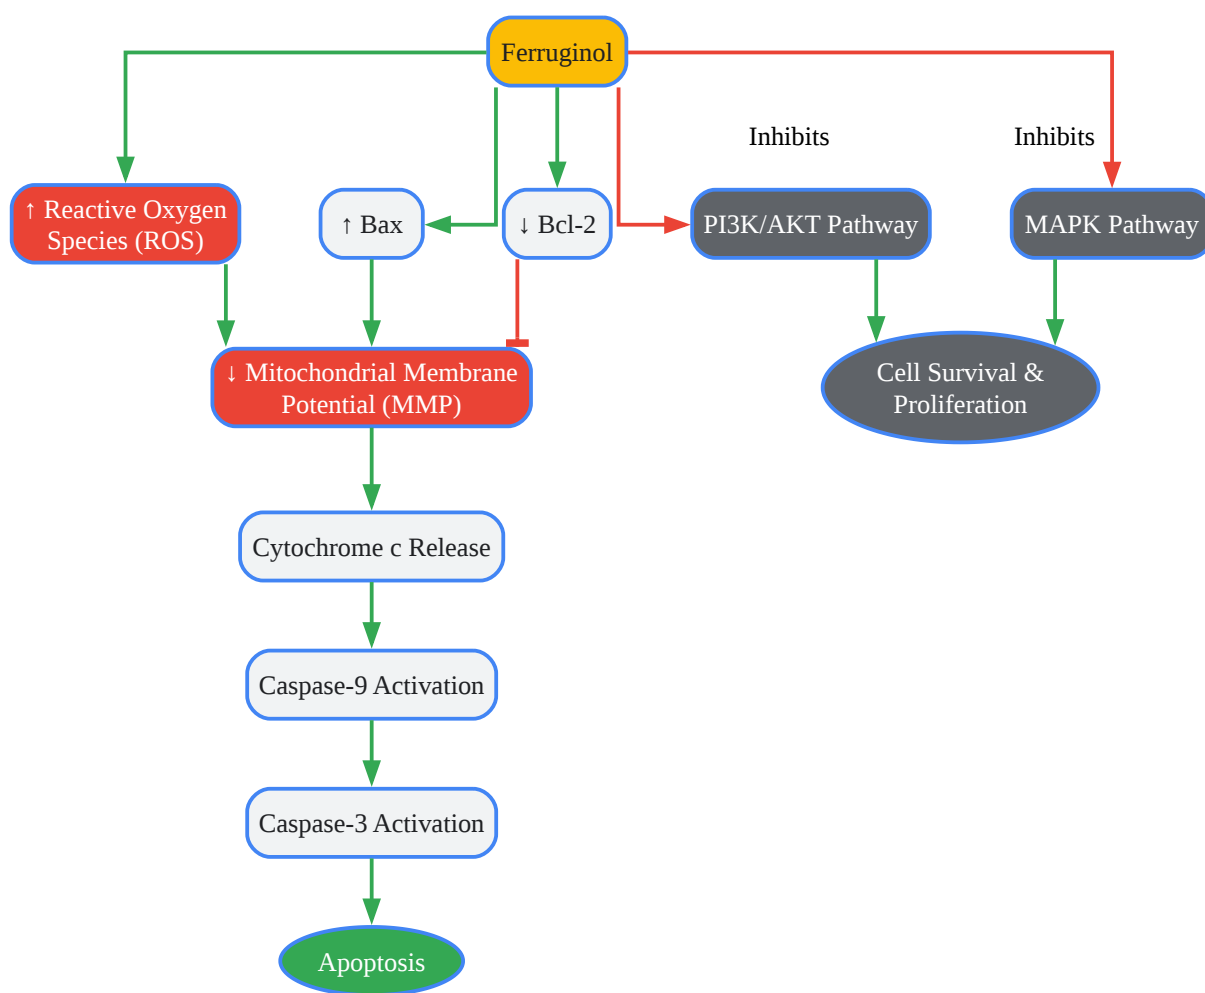 Ferruginol
Inhibits
Inhibits
↑ Reactive Oxygen
Species (ROS)
↑ Bax
↓ Bcl-2
PI3K/AKT Pathway
MAPK Pathway
↓ Mitochondrial Membrane
Potential (MMP)
Cell Survival &
Proliferation
Cytochrome c Release
Caspase-9 Activation
Caspase-3 Activation
Apoptosis